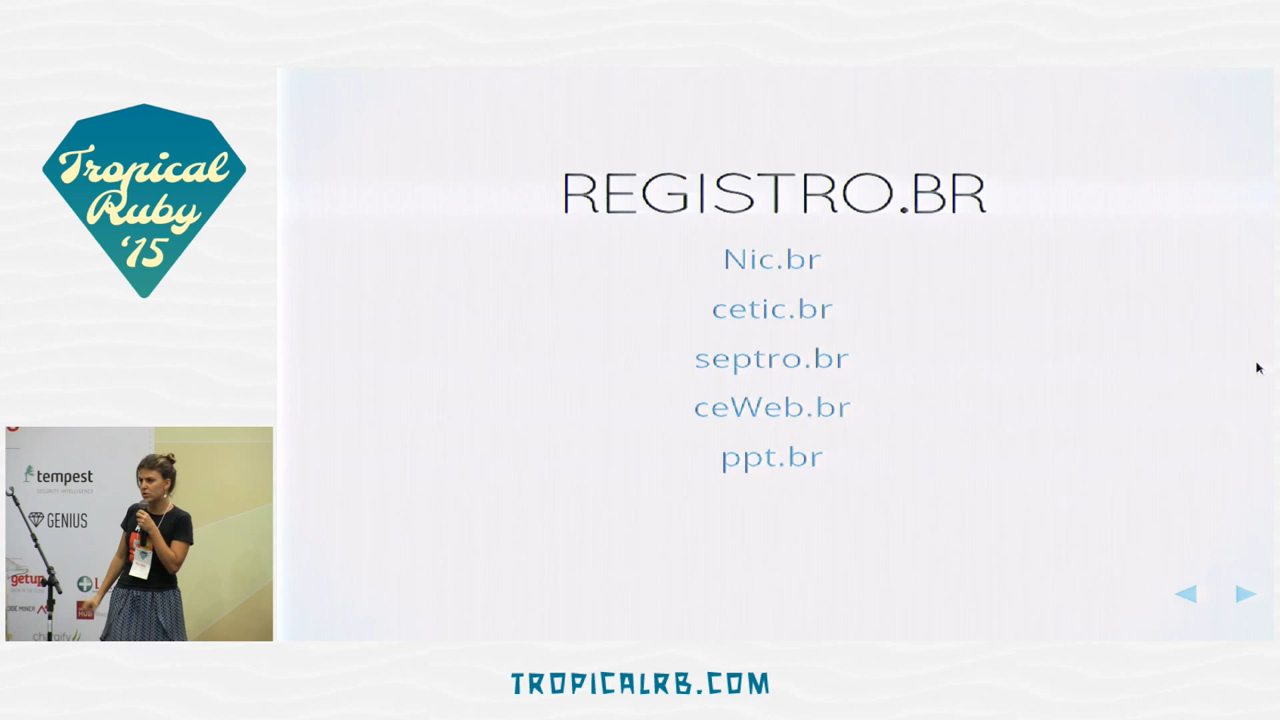 Tropical
Ruby
'15
REGISTRO.BR
Nic.br
cetic.br
septro.br
ceWeb.br
ppt.br
tempest
GENIUS
getup
TROPICALRB.COM